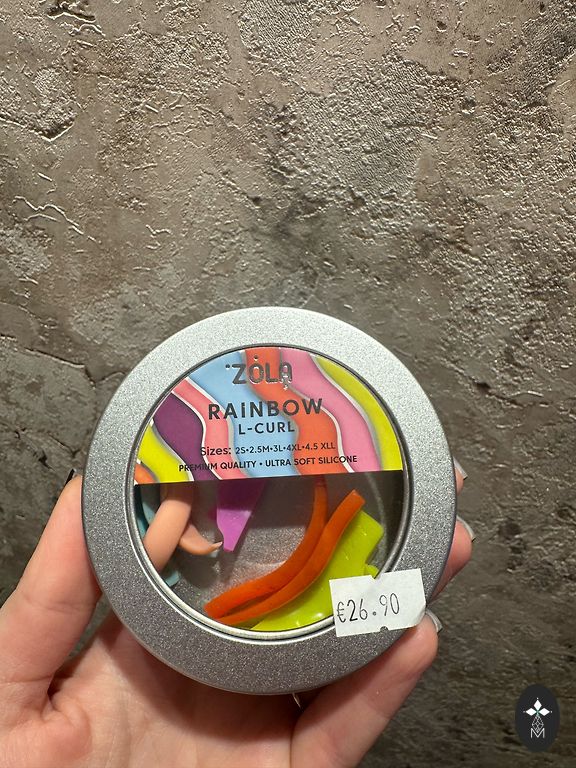 ZOLA
RAINBOW
L-CURL
Sizes: 2S•2.5M•3L•4XL•4.5 XLL
PREMIUM QUALITY • ULTRA SOFT SILICONE
€26.90